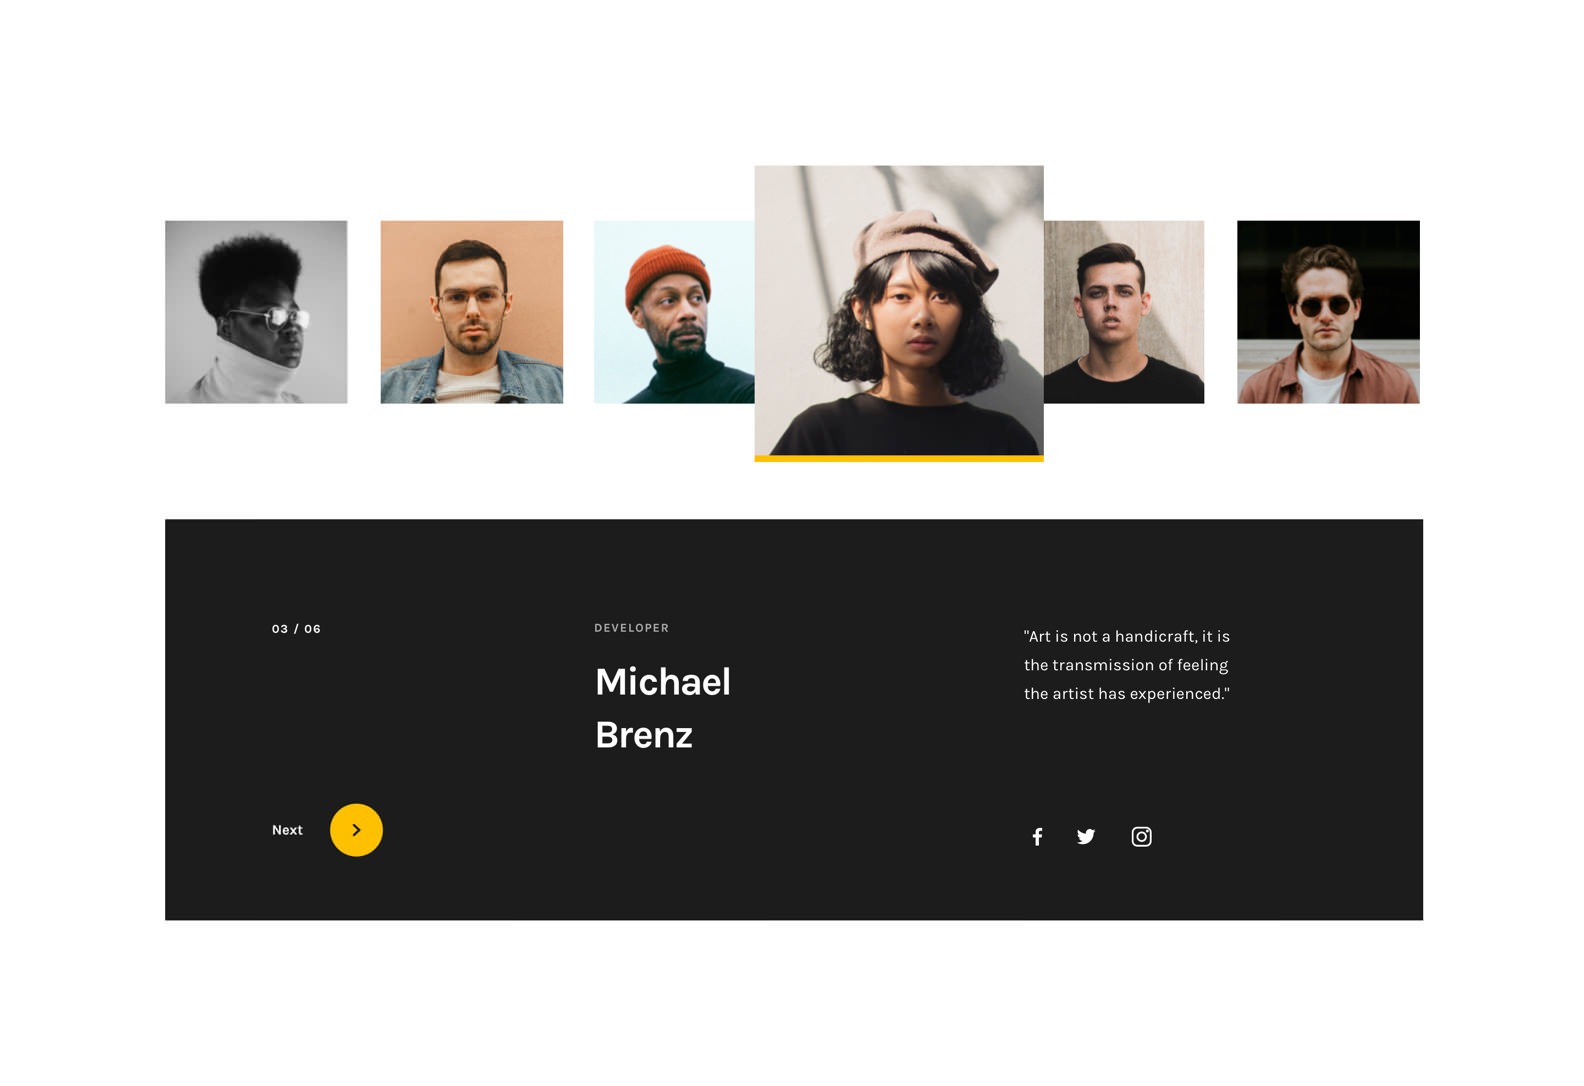 03 / 06
DEVELOPER
Michael
Brenz
"Art is not a handicraft, it is
the transmission of feeling
the artist has experienced."
Next